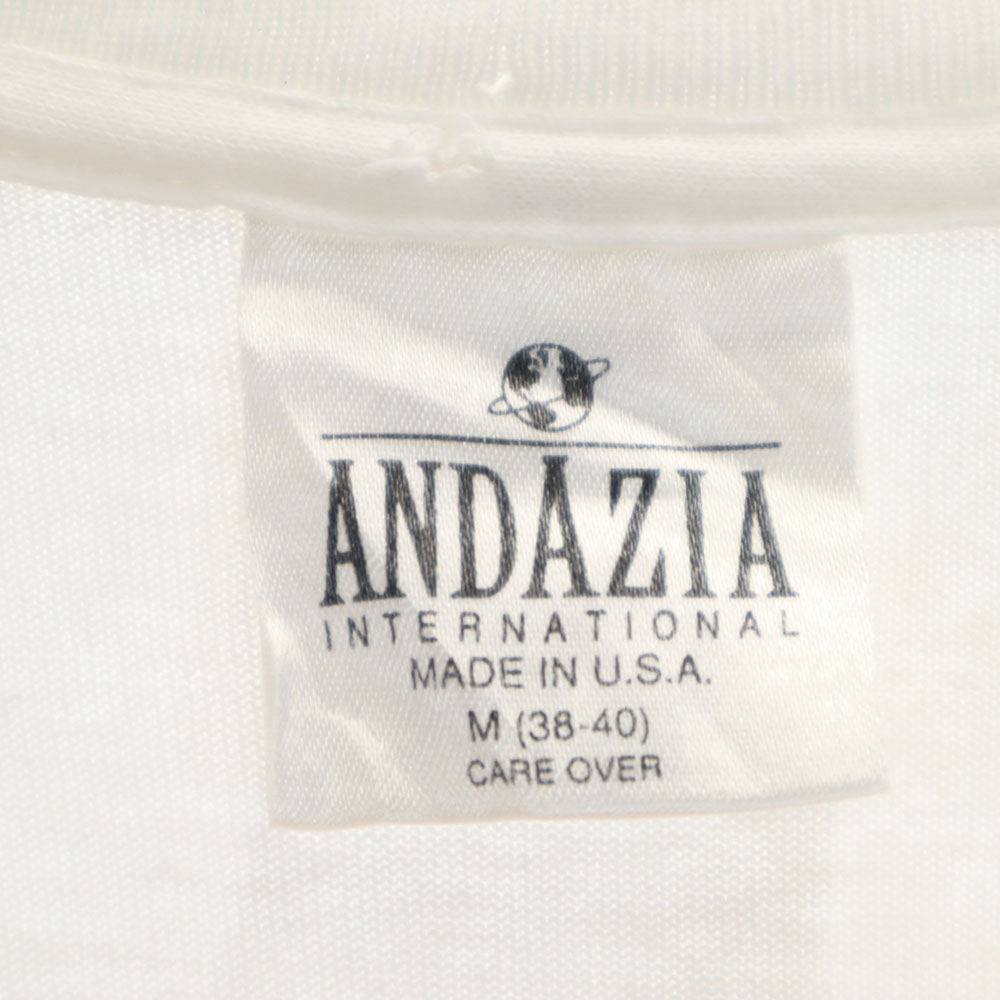 ANDAZIA
INTERNATIONAL
MADE IN U.S.A.
M (38-40)
CARE OVER